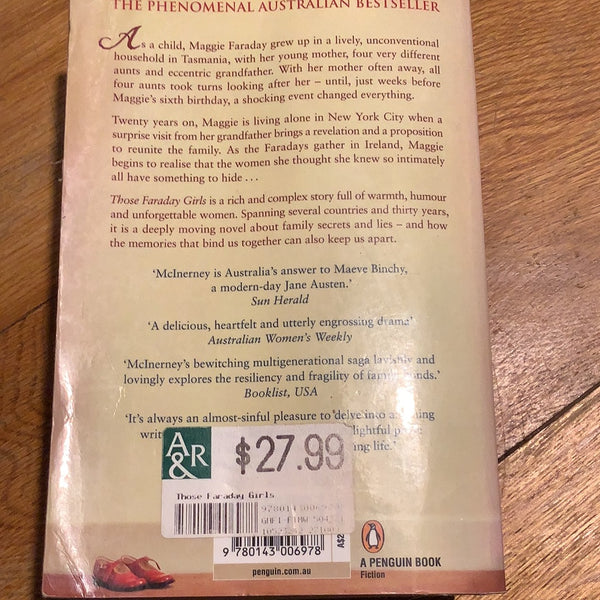 THE PHENOMENAL AUSTRALIAN BESTSELLER
As a child, Maggie Faraday grew up in a lively, unconventional
household in Tasmania, with her young mother, four very different
aunts and eccentric grandfather. With her mother often away, all
four aunts took turns looking after her – until, just weeks before
Maggie's sixth birthday, a shocking event changed everything.
Twenty years on, Maggie is living alone in New York City when a
surprise visit from her grandfather brings a revelation and a proposition
to reunite the family. As the Faradays gather in Ireland, Maggie
begins to realise that the women she thought she knew so intimately
all have something to hide . . .
Those Faraday Girls is a rich and complex story full of warmth, humour
and unforgettable women. Spanning several countries and thirty years,
it is a deeply moving novel about family secrets and lies – and how
the memories that bind us together can also keep us apart.
'McInerney is Australia's answer to Maeve Binchy,
a modern-day Jane Austen.'
Sun Herald
'A delicious, heartfelt and utterly engrossing drama'
Australian Women's Weekly
'McInerney's bewitching multigenerational saga lavishly and
lovingly explores the resiliency and fragility of family bonds.'
Booklist, USA
'It's always an almost-sinful pleasure to delve into a
life.'
A&R
$27.99
Those Faraday Girls
9 780143 006978
penguin.com.au
A PENGUIN BOOK
Fiction